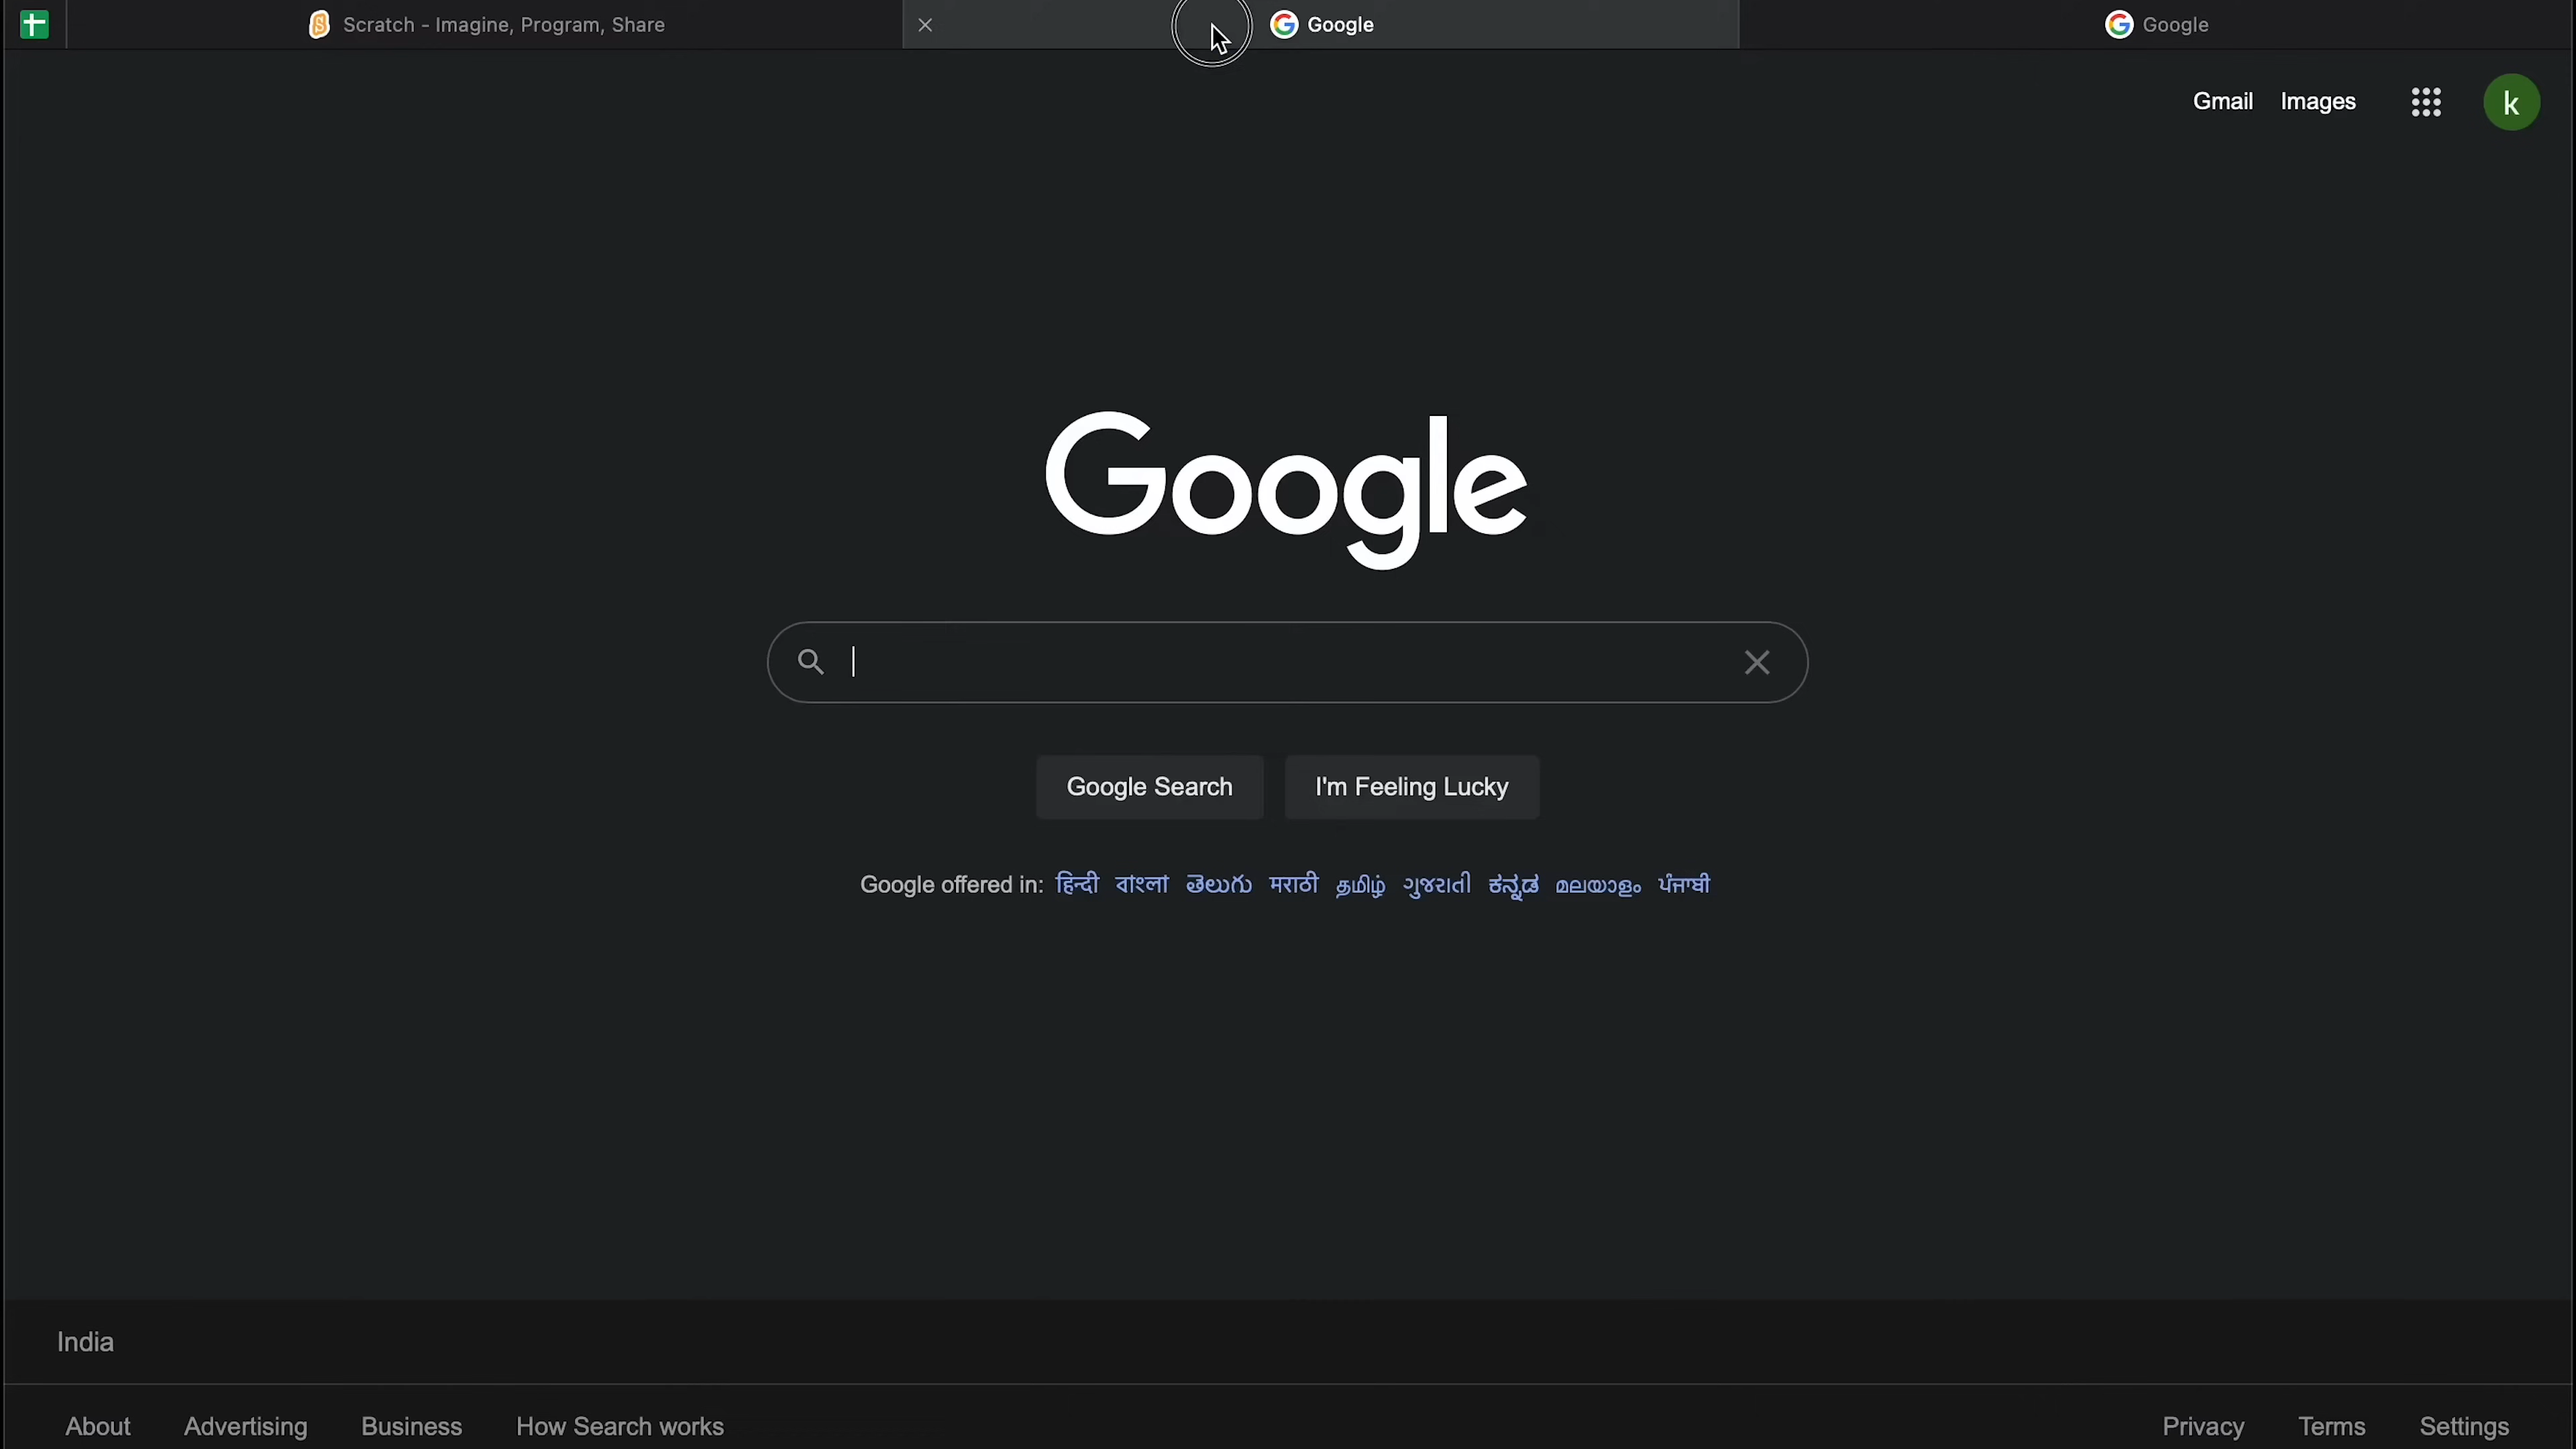 Scratch - Imagine, Program, Share
Google
Google
Gmail Images
k
Google
Google Search
I'm Feeling Lucky
Google offered in: हिन्दी বাংলা తెలుగు मराठी தமிழ் ગુજરાતી ಕನ್ನಡ മലയാളം ਪੰਜਾਬੀ
India
About Advertising Business How Search works Privacy Terms Settings